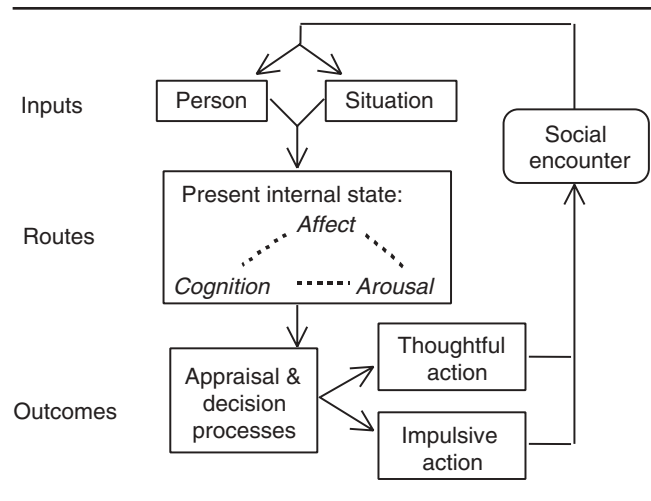 Inputs
Person
Situation
Social
encounter
Routes
Present internal state:
Affect
Cognition
Arousal
Outcomes
Appraisal &
decision
processes
Thoughtful
action
Impulsive
action